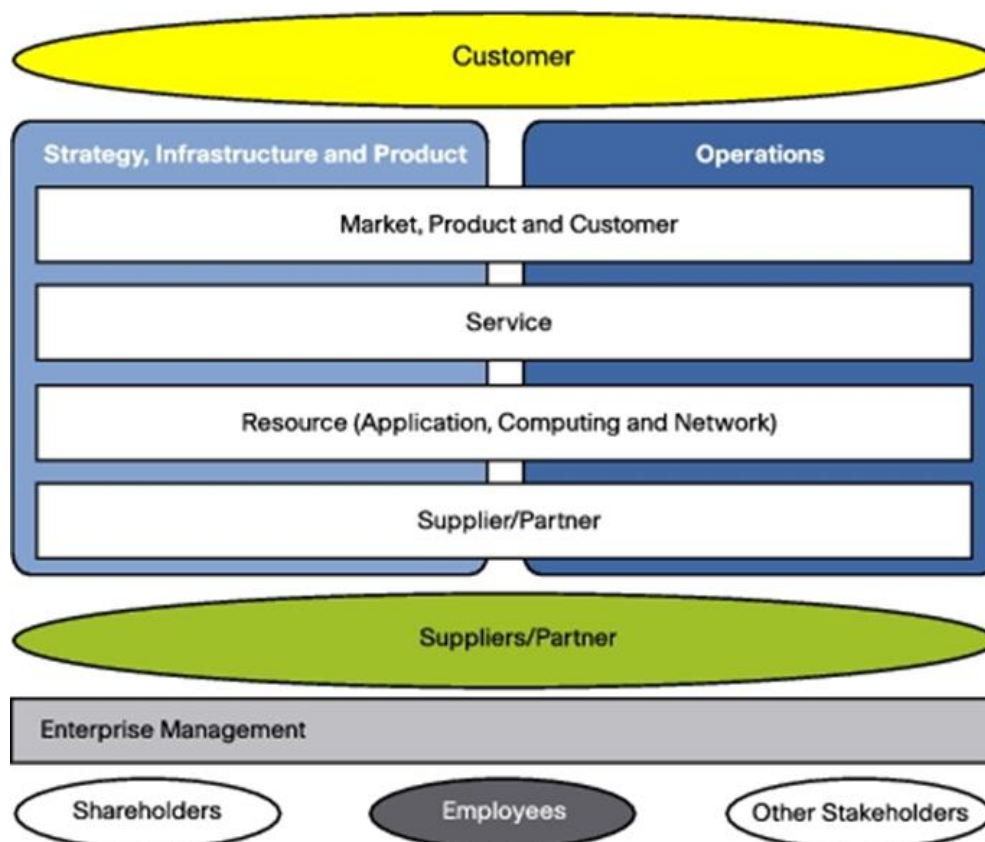 Customer
Strategy, Infrastructure and Product
Operations
Market, Product and Customer
Service
Resource (Application, Computing and Network)
Supplier/Partner
Suppliers/Partner
Enterprise Management
Shareholders
Employees
Other Stakeholders